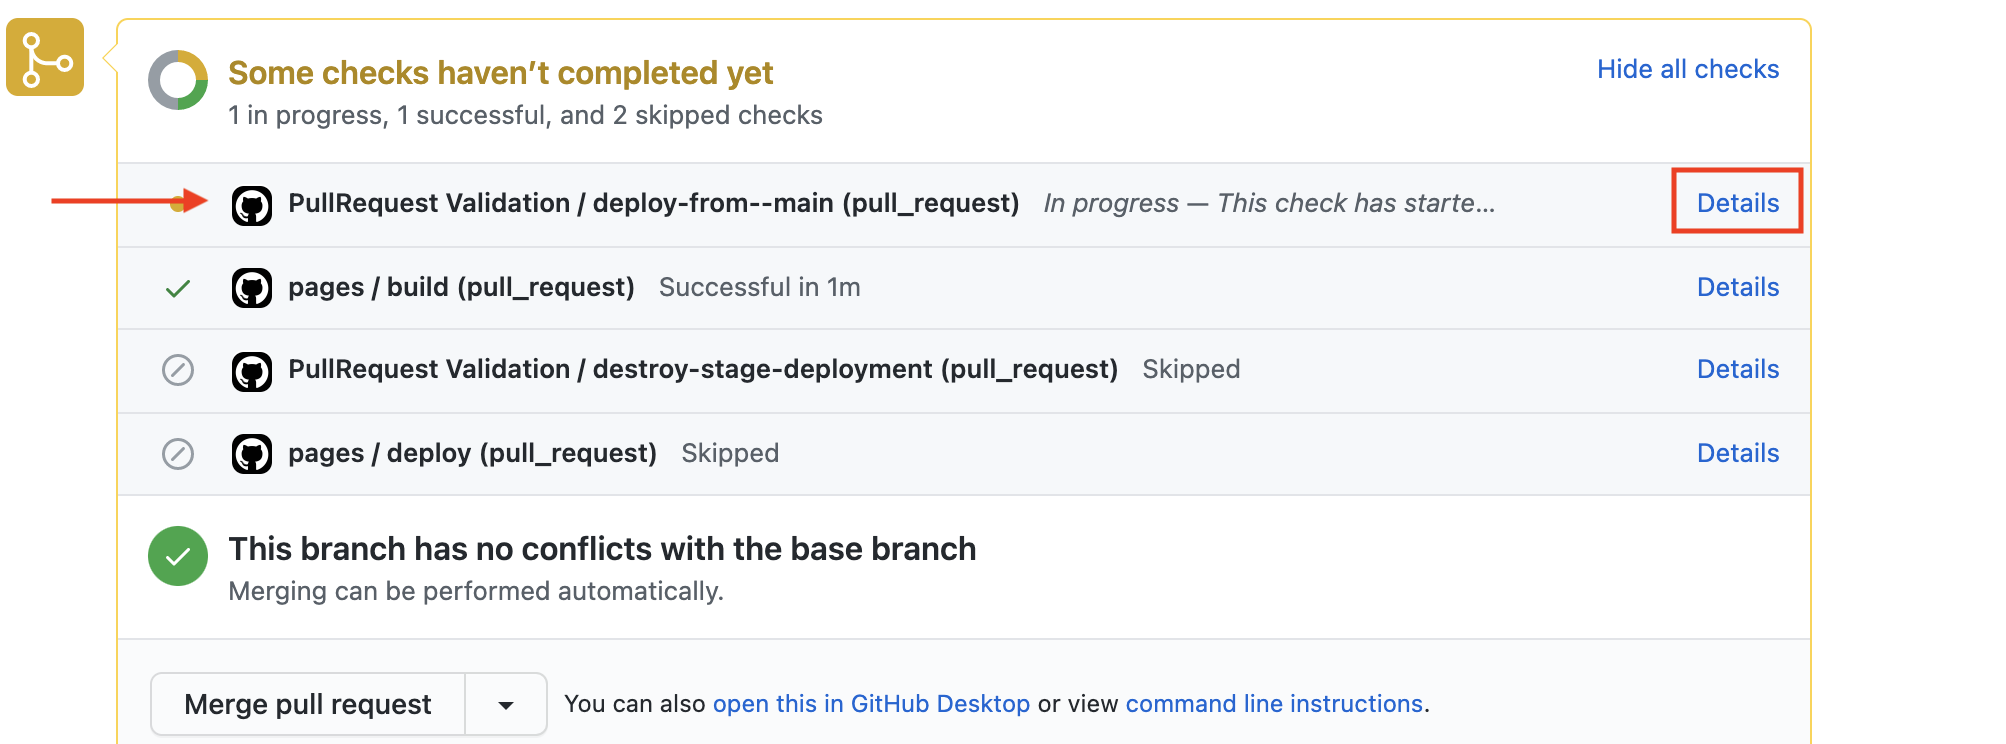 Some checks haven’t completed yet
Hide all checks
1 in progress, 1 successful, and 2 skipped checks
PullRequest Validation / deploy-from--main (pull_request) In progress — This check has starte... Details
pages / build (pull_request) Successful in 1m Details
PullRequest Validation / destroy-stage-deployment (pull_request) Skipped Details
pages / deploy (pull_request) Skipped Details
This branch has no conflicts with the base branch
Merging can be performed automatically.
Merge pull request You can also open this in GitHub Desktop or view command line instructions.